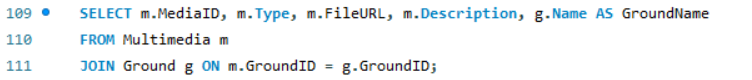 109 • SELECT m.MediaID, m.Type, m.FileURL, m.Description, g.Name AS GroundName
110 FROM Multimedia m
111 JOIN Ground g ON m.GroundID = g.GroundID;